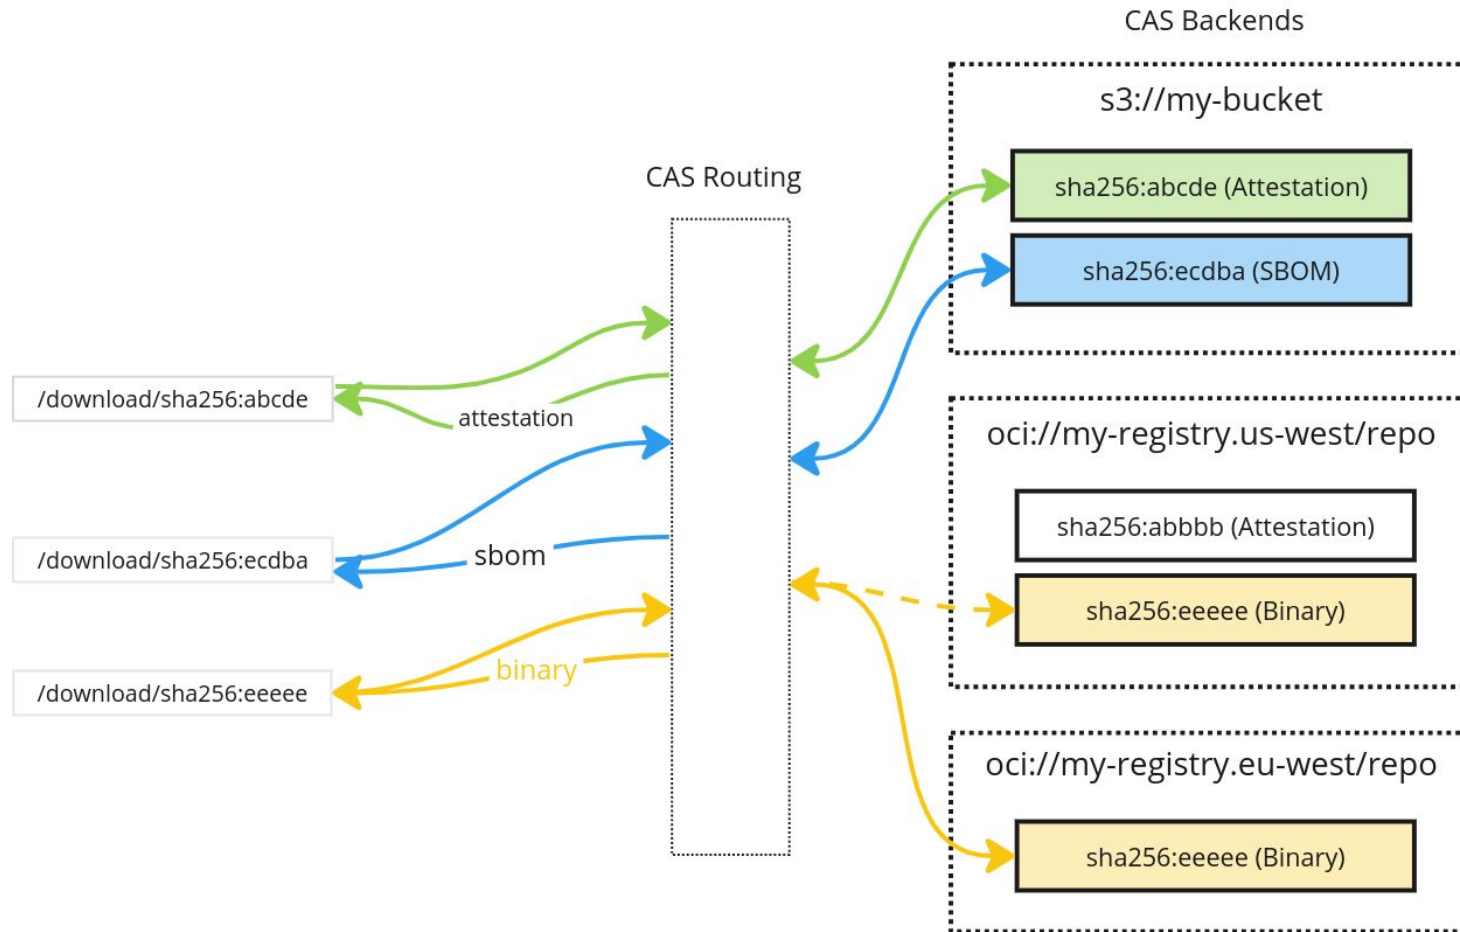 CAS Backends
s3://my-bucket
sha256:abcde (Attestation)
sha256:ecdba (SBOM)
CAS Routing
/download/sha256:abcde
attestation
/download/sha256:ecdba
sbom
/download/sha256:eeeee
binary
oci://my-registry.us-west/repo
sha256:abbbb (Attestation)
sha256:eeeee (Binary)
oci://my-registry.eu-west/repo
sha256:eeeee (Binary)